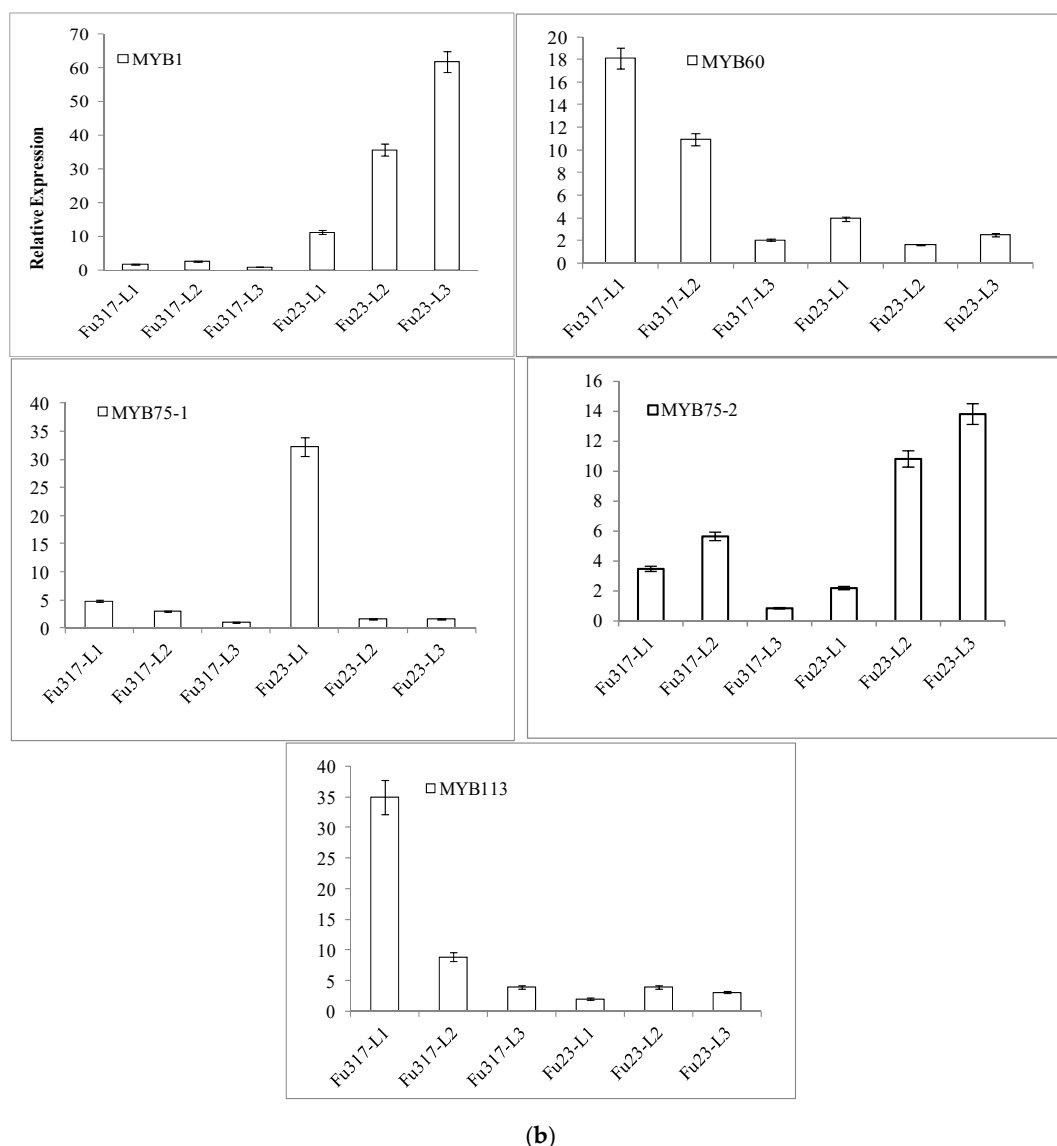 70
60
50
40
30
20
10
0
Relative Expression
MYB1
Fu317-L1
Fu317-L2
Fu317-L3
Fu23-L1
Fu23-L2
Fu23-L3
20
18
16
14
12
10
8
6
4
2
0
MYB60
Fu317-L1
Fu317-L2
Fu317-L3
Fu23-L1
Fu23-L2
Fu23-L3
40
35
30
25
20
15
10
5
0
MYB75-1
Fu317-L1
Fu317-L2
Fu317-L3
Fu23-L1
Fu23-L2
Fu23-L3
16
14
12
10
8
6
4
2
0
MYB75-2
Fu317-L1
Fu317-L2
Fu317-L3
Fu23-L1
Fu23-L2
Fu23-L3
40
35
30
25
20
15
10
5
0
MYB113
Fu317-L1
Fu317-L2
Fu317-L3
Fu23-L1
Fu23-L2
Fu23-L3
(b)